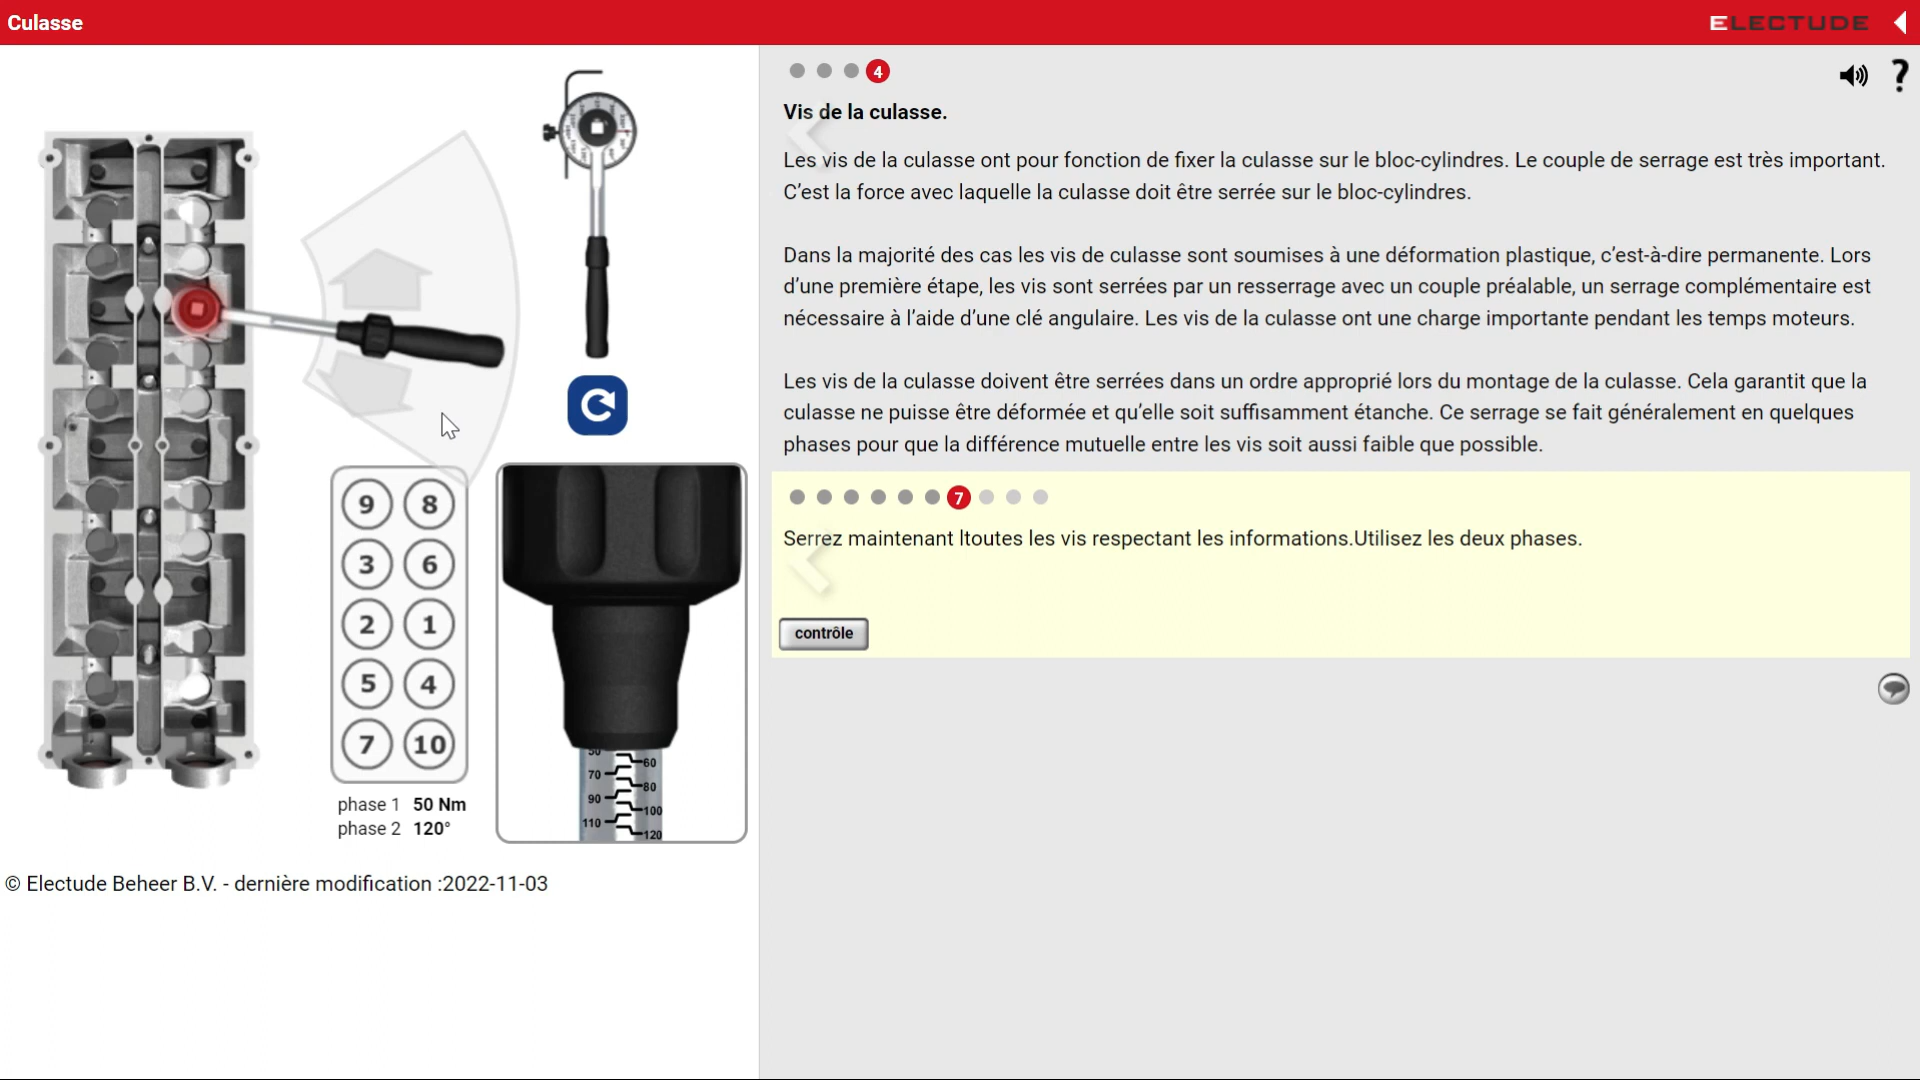 Culasse
ELECTUDE
4
Vis de la culasse.
Les vis de la culasse ont pour fonction de fixer la culasse sur le bloc-cylindres. Le couple de serrage est très important.
C’est la force avec laquelle la culasse doit être serrée sur le bloc-cylindres.
Dans la majorité des cas les vis de culasse sont soumises à une déformation plastique, c’est-à-dire permanente. Lors
d’une première étape, les vis sont serrées par un resserrage avec un couple préalable, un serrage complémentaire est
nécessaire à l’aide d’une clé angulaire. Les vis de la culasse ont une charge importante pendant les temps moteurs.
Les vis de la culasse doivent être serrées dans un ordre approprié lors du montage de la culasse. Cela garantit que la
culasse ne puisse être déformée et qu’elle soit suffisamment étanche. Ce serrage se fait généralement en quelques
phases pour que la différence mutuelle entre les vis soit aussi faible que possible.
7
Serrez maintenant ltoutes les vis respectant les informations.Utilisez les deux phases.
contrôle
9 8
3 6
2 1
5 4
7 10
phase 1 50 Nm
phase 2 120°
50
60
70
80
90
100
110
120
© Electude Beheer B.V. - dernière modification :2022-11-03